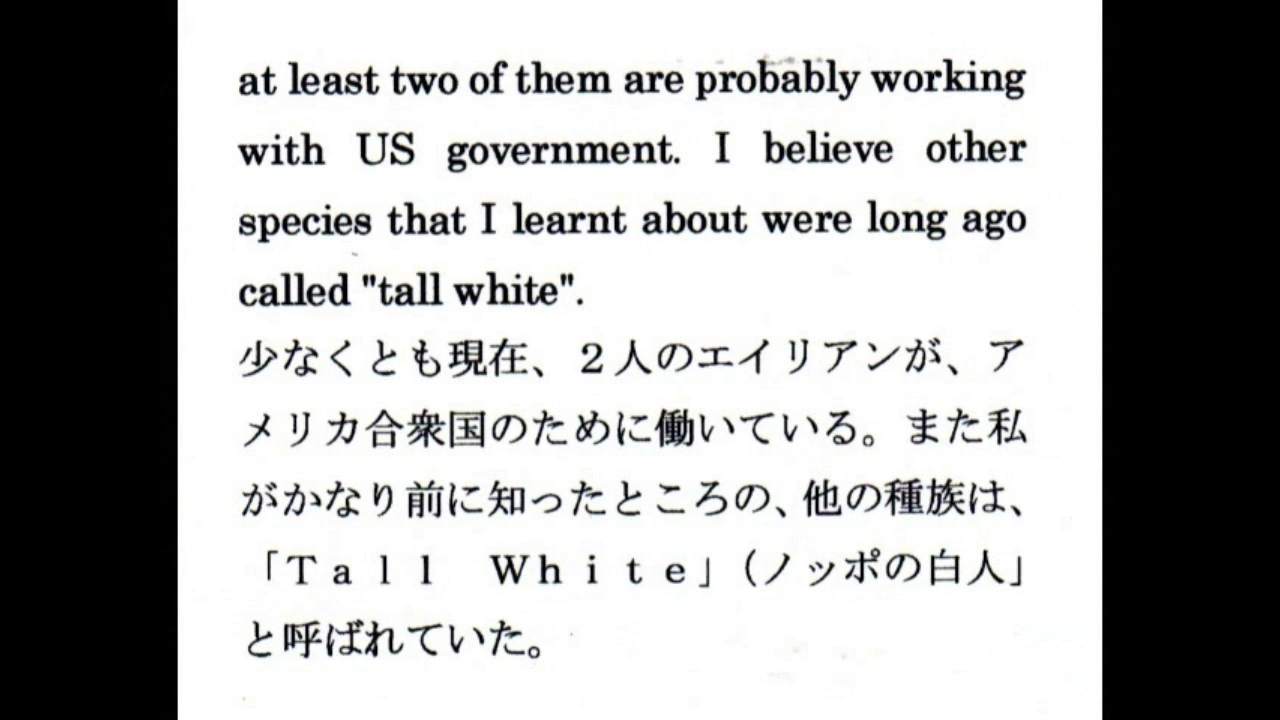 at least two of them are probably working
with US government. I believe other
species that I learnt about were long ago
called "tall white".
少なくとも現在、２人のエイリアンが、ア
メリカ合衆国のために働いている。また私
がかなり前に知ったところの、他の種族は、
「Ｔａｌｌ　Ｗｈｉｔｅ」（ノッポの白人」
と呼ばれていた。